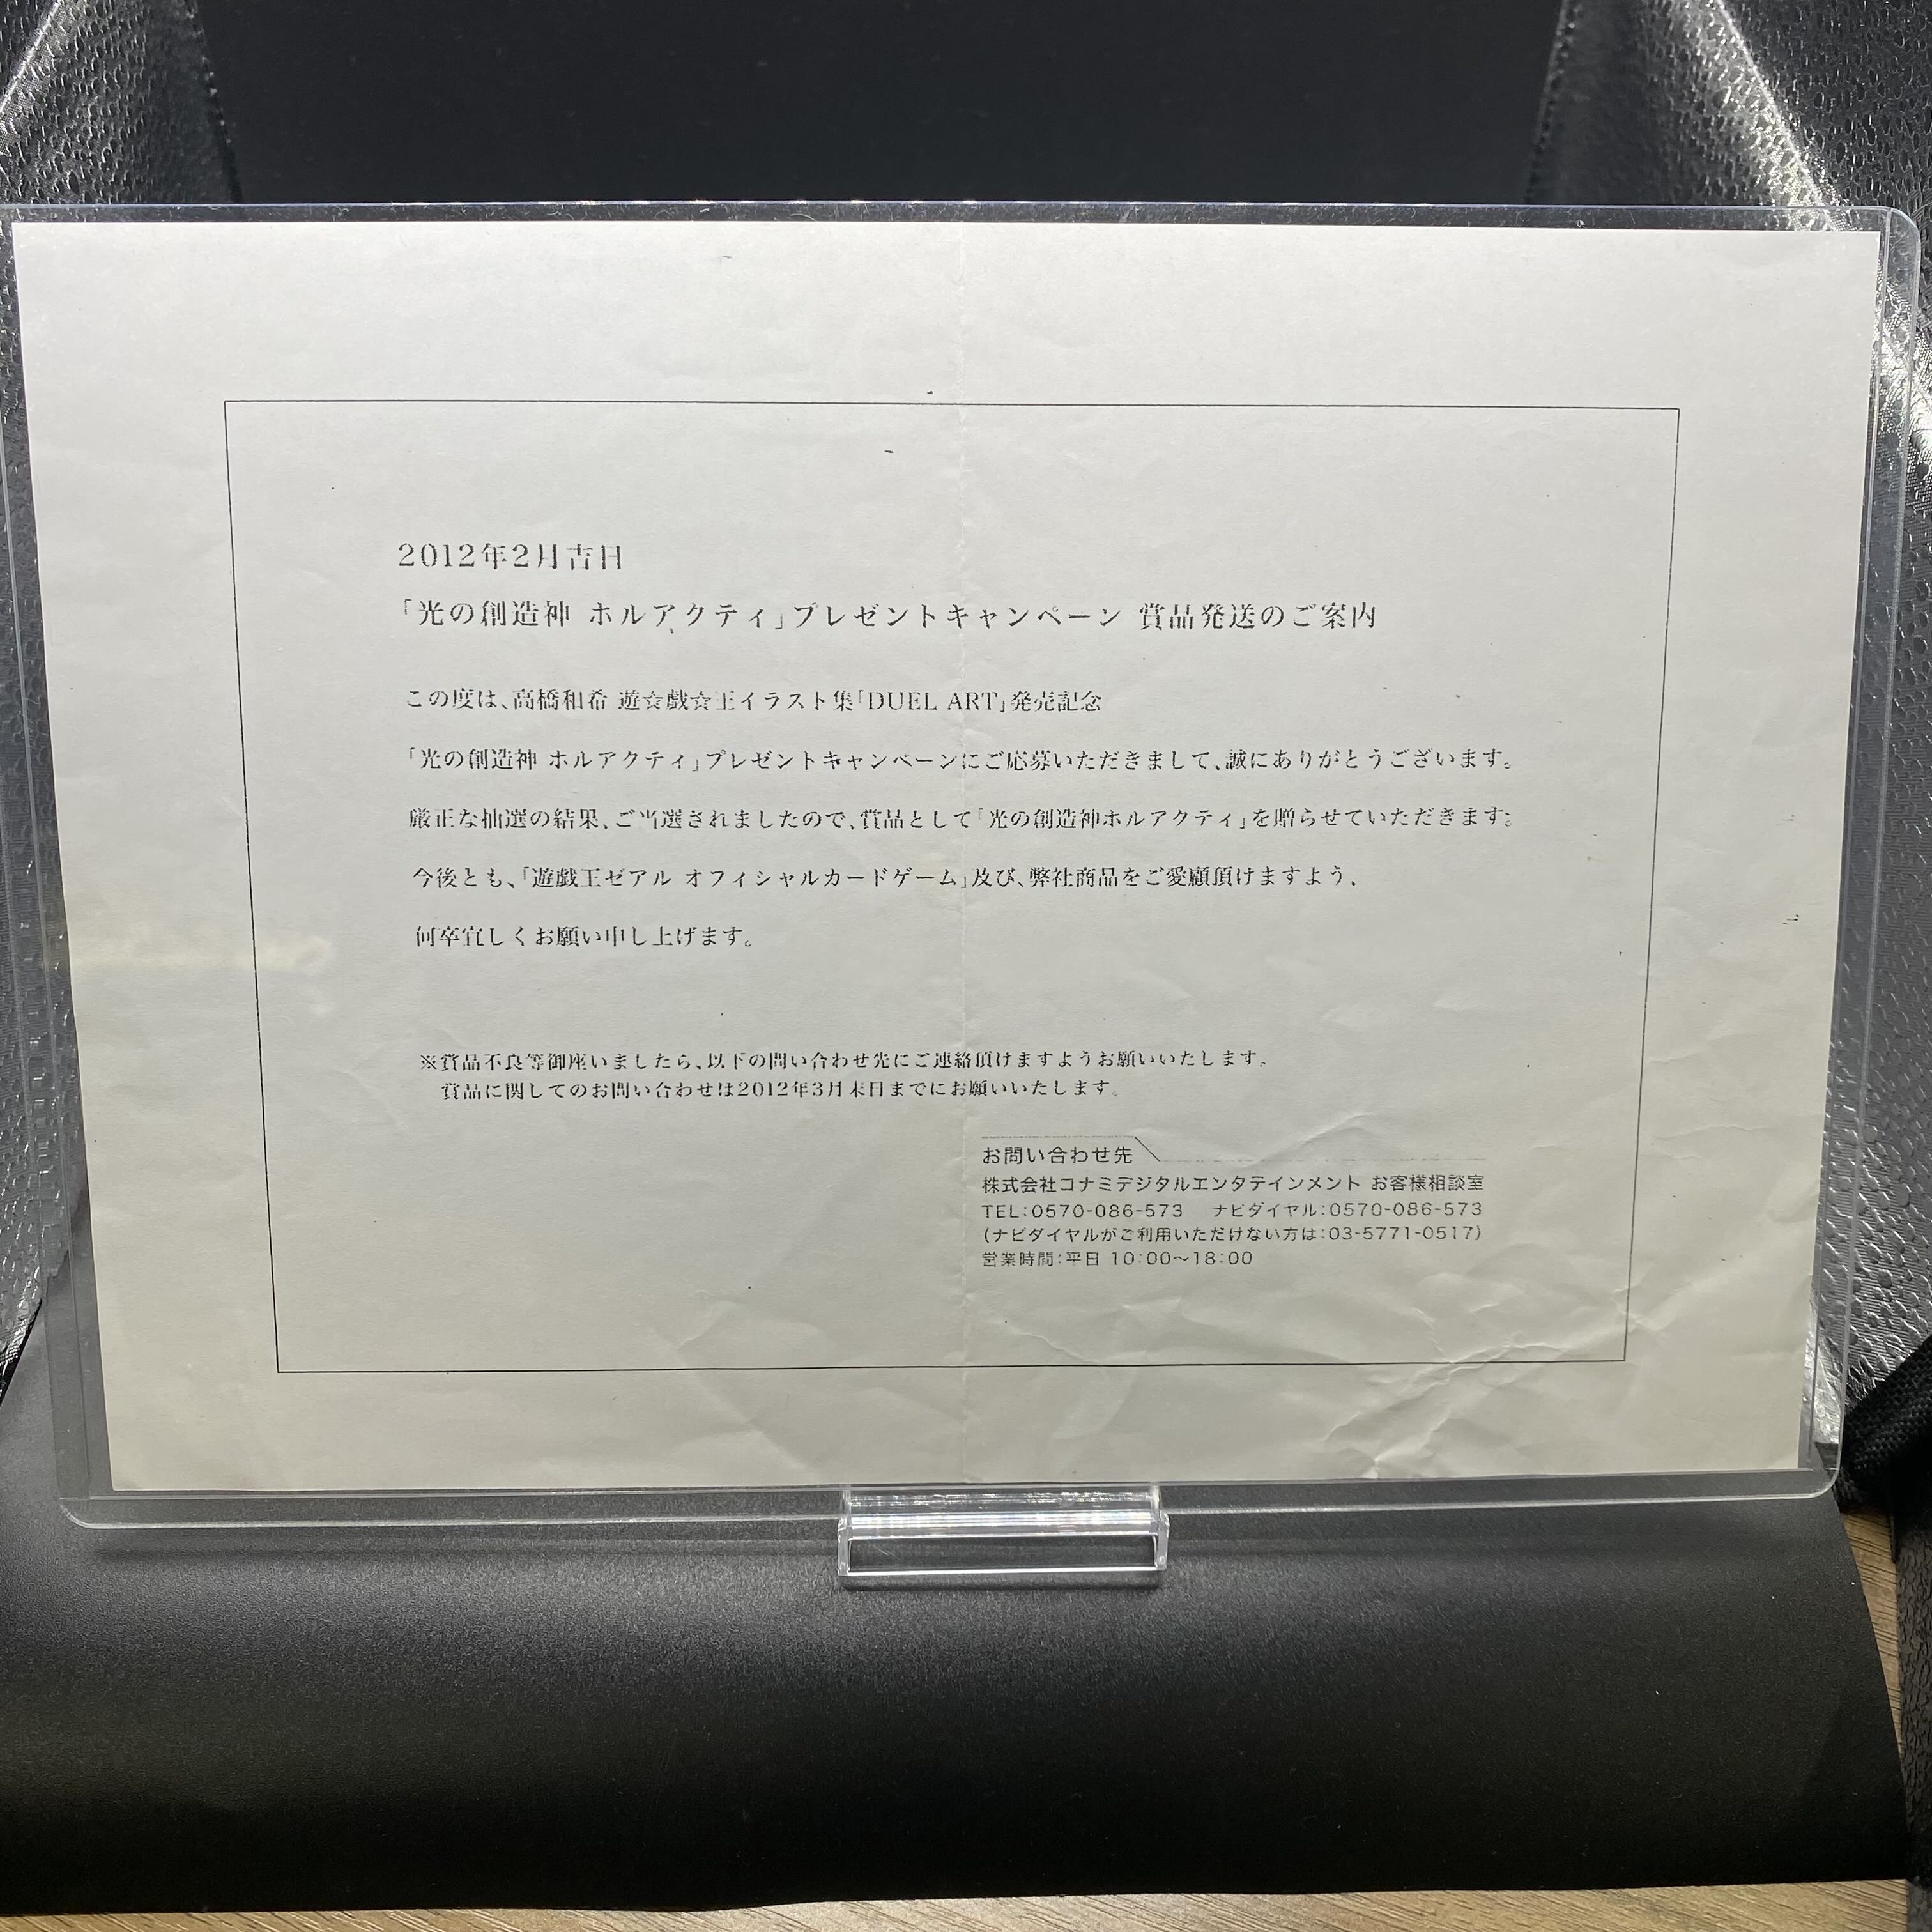 2012年2月吉日
「光の創造神 ホルアクティ」プレゼントキャンペーン 賞品発送のご案内
この度は、高橋和希 遊☆戯☆王イラスト集「DUEL ART」発売記念
「光の創造神 ホルアクティ」プレゼントキャンペーンにご応募いただきまして、誠にありがとうございます。
厳正な抽選の結果、ご当選されましたので、賞品として「光の創造神ホルアクティ」を贈らせていただきます。
今後とも、「遊戯王ゼアル オフィシャルカードゲーム」及び、弊社商品をご愛顧頂けますよう、
何卒宜しくお願い申し上げます。
※賞品不良等御座いましたら、以下の問い合わせ先にご連絡頂けますようお願いいたします。
賞品に関してのお問い合わせは2012年3月末日までにお願いいたします。
お問い合わせ先
株式会社コナミデジタルエンタテインメント お客様相談室
TEL:0570-086-573 ナビダイヤル:0570-086-573
(ナビダイヤルがご利用いただけない方は:03-5771-0517)
営業時間:平日 10:00〜18:00